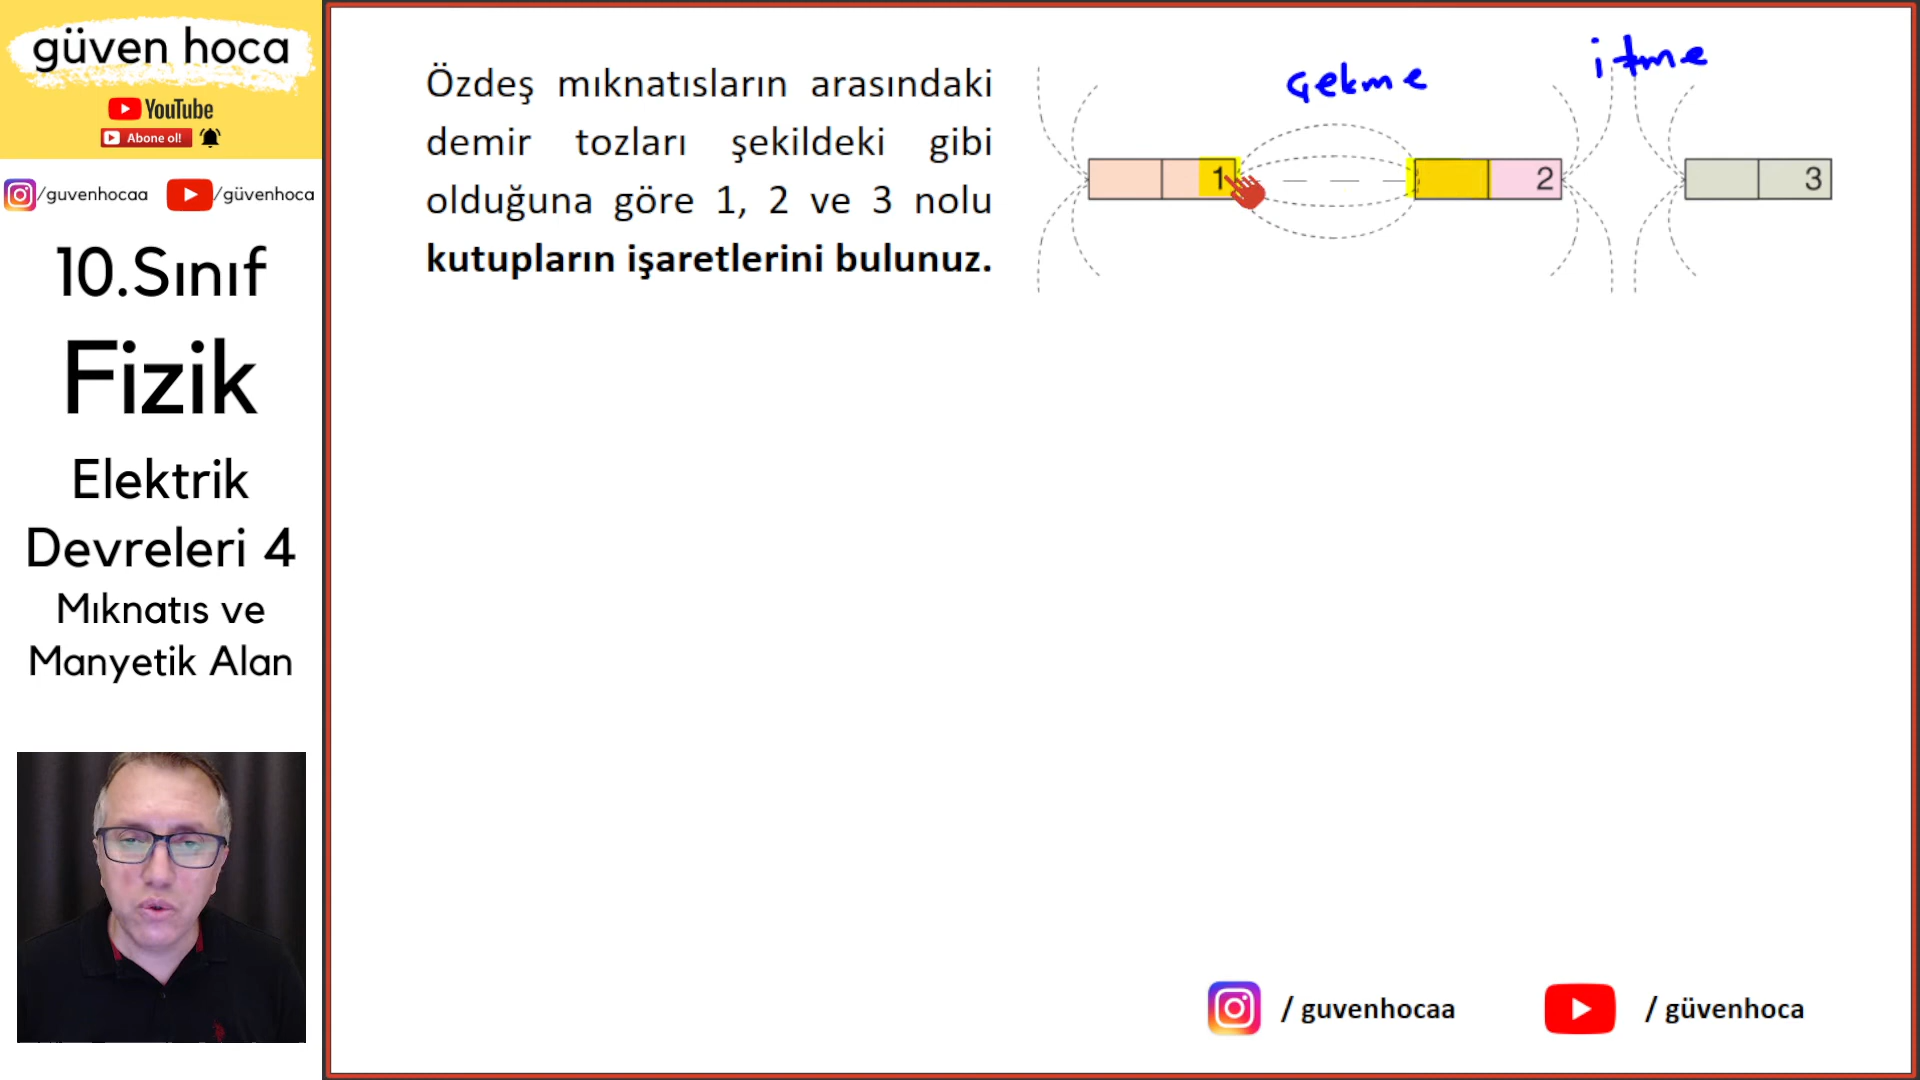 güven hoca
YouTube
Abone ol!
/guvenhocaa
/güvenhoca
10.Sınıf
Fizik
Elektrik
Devreleri 4
Mıknatıs ve
Manyetik Alan
Özdeş mıknatısların arasındaki
demir tozları şekildeki gibi
olduğuna göre 1, 2 ve 3 nolu
kutupların işaretlerini bulunuz.
çekme
itme
1
2
3
/ guvenhocaa
/ güvenhoca